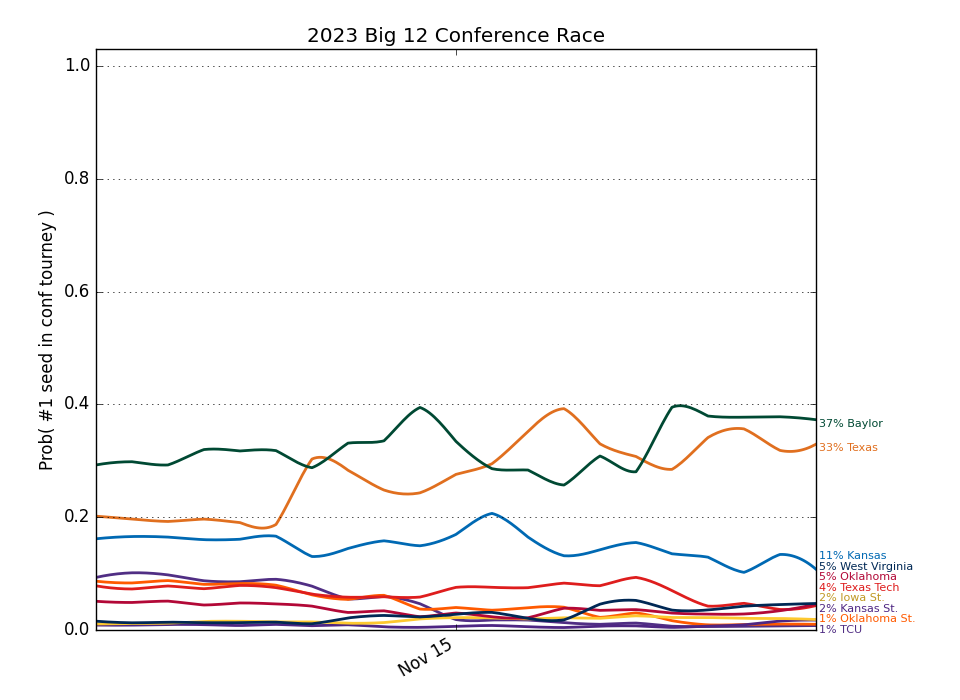 2023 Big 12 Conference Race
Prob( #1 seed in conf tourney )
1.0
0.8
0.6
0.4
0.2
0.0
Nov 15
37% Baylor
33% Texas
11% Kansas
5% West Virginia
5% Oklahoma
4% Texas Tech
2% Iowa St.
2% Kansas St.
1% Oklahoma St.
1% TCU